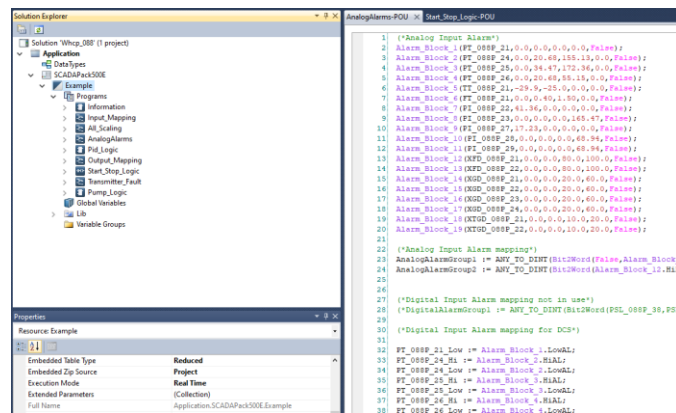 Solution Explorer
Solution 'Whcp_088' (1 project)
Application
DataTypes
SCADAPack500E
Example
Programs
Information
Input_Mapping
All_Scaling
AnalogAlarms
Pid_Logic
Output_Mapping
Start_Stop_Logic
Transmitter_Fault
Pump_Logic
Global Variables
Lib
Variable Groups
Properties
Resource: Example
Embedded Table Type Reduced
Embedded Zip Source Project
Execution Mode Real Time
Extended Parameters (Collection)
Full Name Application.SCADAPack500E.Example
AnalogAlarms-POU Start_Stop_Logic-POU
1 (*Analog Input Alarm*)
2 Alarm_Block_1(PT_088P_21,0.0,0.0,0.0,0.0,False);
3 Alarm_Block_2(PT_088P_24,0.0,20.68,155.13,0.0,False);
4 Alarm_Block_3(PT_088P_25,0.0,34.47,172.36,0.0,False);
5 Alarm_Block_4(PT_088P_26,0.0,20.68,55.15,0.0,False);
6 Alarm_Block_5(TT_088P_21,-29.9,-25.0,0.0,0.0,False);
7 Alarm_Block_6(FT_088P_21,0.0,0.40,1.50,0.0,False);
8 Alarm_Block_7(PI_088P_22,41.36,0.0,0.0,0.0,False);
9 Alarm_Block_8(PI_088P_23,0.0,0.0,0.0,165.47,False);
10 Alarm_Block_9(PI_088P_27,17.23,0.0,0.0,0.0,False);
11 Alarm_Block_10(PI_088P_28,0.0,0.0,0.0,68.94,False);
12 Alarm_Block_11(PI_088P_29,0.0,0.0,0.0,68.94,False);
13 Alarm_Block_12(XFD_088P_21,0.0,0.0,80.0,100.0,False);
14 Alarm_Block_13(XFD_088P_22,0.0,0.0,80.0,100.0,False);
15 Alarm_Block_14(XGD_088P_21,0.0,0.0,20.0,60.0,False);
16 Alarm_Block_15(XGD_088P_22,0.0,0.0,20.0,60.0,False);
17 Alarm_Block_16(XGD_088P_23,0.0,0.0,20.0,60.0,False);
18 Alarm_Block_17(XGD_088P_24,0.0,0.0,20.0,60.0,False);
19 Alarm_Block_18(XTGD_088P_21,0.0,0.0,10.0,20.0,False);
20 Alarm_Block_19(XTGD_088P_22,0.0,0.0,10.0,20.0,False);
21
22 (*Analog Input Alarm mapping*)
23 AnalogAlarmGroup1 := ANY_TO_DINT(Bit2Word(False,Alarm_Block
24 AnalogAlarmGroup2 := ANY_TO_DINT(Bit2Word(Alarm_Block_12.Hi
25
26
27 (*Digital Input Alarm mapping not in use*)
28 (*DigitalAlarmGroup1 := ANY_TO_DINT(Bit2Word(PSL_088P_38,PS
29
30 (*Digital Input Alarm mapping for DCS*)
31
32 PT_088P_21_Low := Alarm_Block_1.LowAL;
33 PT_088P_24_Hi := Alarm_Block_2.HiAL;
34 PT_088P_24_Low := Alarm_Block_2.LowAL;
35 PT_088P_25_Hi := Alarm_Block_3.HiAL;
36 PT_088P_25_Low := Alarm_Block_3.LowAL;
37 PT_088P_26_Hi := Alarm_Block_4.HiAL;
38 PT_088P_26_Low := Alarm_Block_4.LowAL;